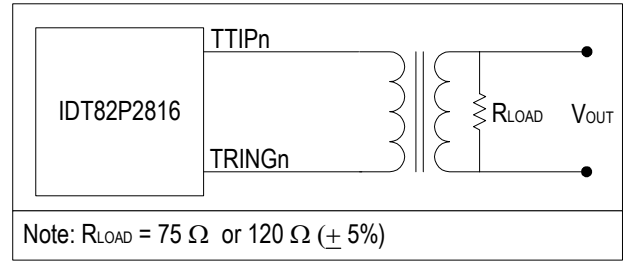 TTIPn
IDT82P2816
RLOAD VOUT
TRINGn
Note: RLOAD = 75 Ω or 120 Ω (± 5%)